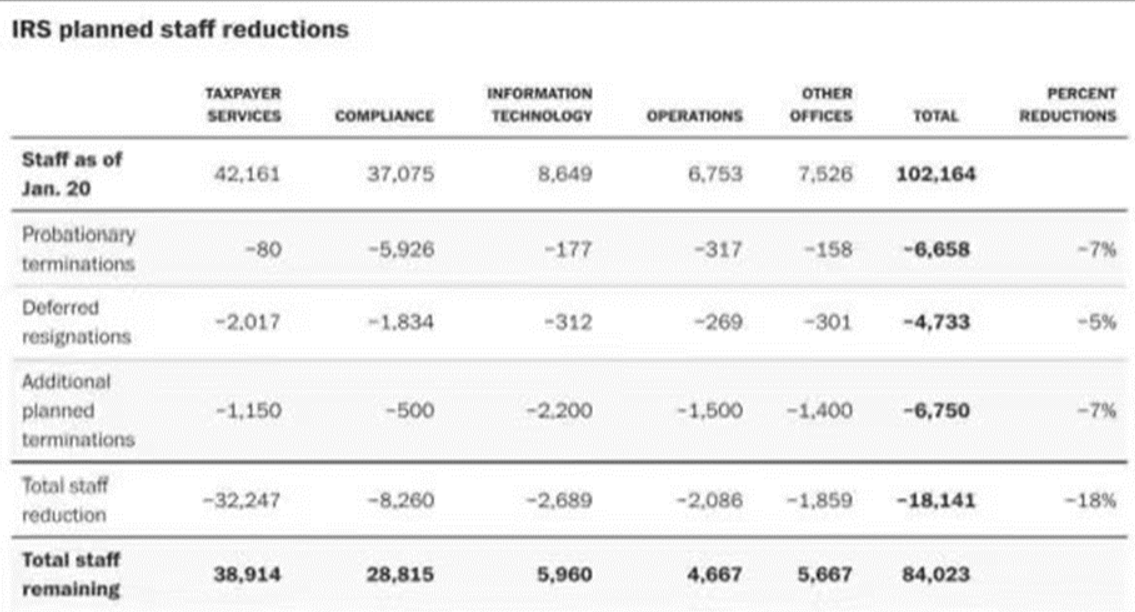 IRS planned staff reductions
TAXPAYER SERVICES COMPLIANCE INFORMATION TECHNOLOGY OPERATIONS OTHER OFFICES TOTAL PERCENT REDUCTIONS
Staff as of Jan. 20 42,161 37,075 8,649 6,753 7,526 102,164
Probationary terminations −80 −5,926 −177 −317 −158 −6,658 −7%
Deferred resignations −2,017 −1,834 −312 −269 −301 −4,733 −5%
Additional planned terminations −1,150 −500 −2,200 −1,500 −1,400 −6,750 −7%
Total staff reduction −32,247 −8,260 −2,689 −2,086 −1,859 −18,141 −18%
Total staff remaining 38,914 28,815 5,960 4,667 5,667 84,023